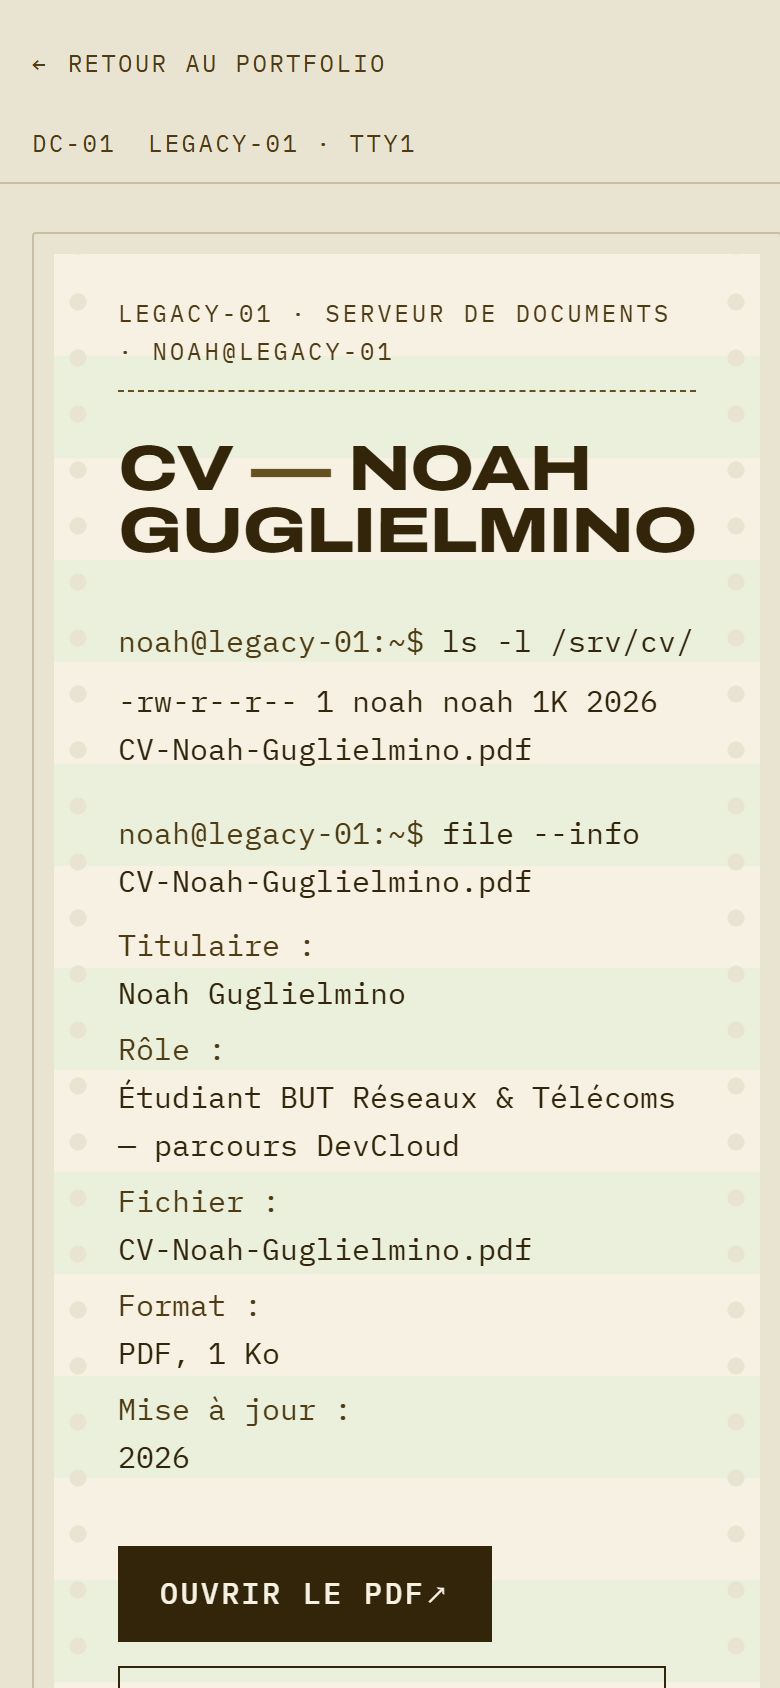 ← RETOUR AU PORTFOLIO
DC-01 LEGACY-01 · TTY1
LEGACY-01 · SERVEUR DE DOCUMENTS
· NOAH@LEGACY-01
CV — NOAH
GUGLIELMINO
noah@legacy-01:~$ ls -l /srv/cv/
-rw-r--r-- 1 noah noah 1K 2026
CV-Noah-Guglielmino.pdf
noah@legacy-01:~$ file --info
CV-Noah-Guglielmino.pdf
Titulaire :
Noah Guglielmino
Rôle :
Étudiant BUT Réseaux & Télécoms
— parcours DevCloud
Fichier :
CV-Noah-Guglielmino.pdf
Format :
PDF, 1 Ko
Mise à jour :
2026
OUVRIR LE PDF↗